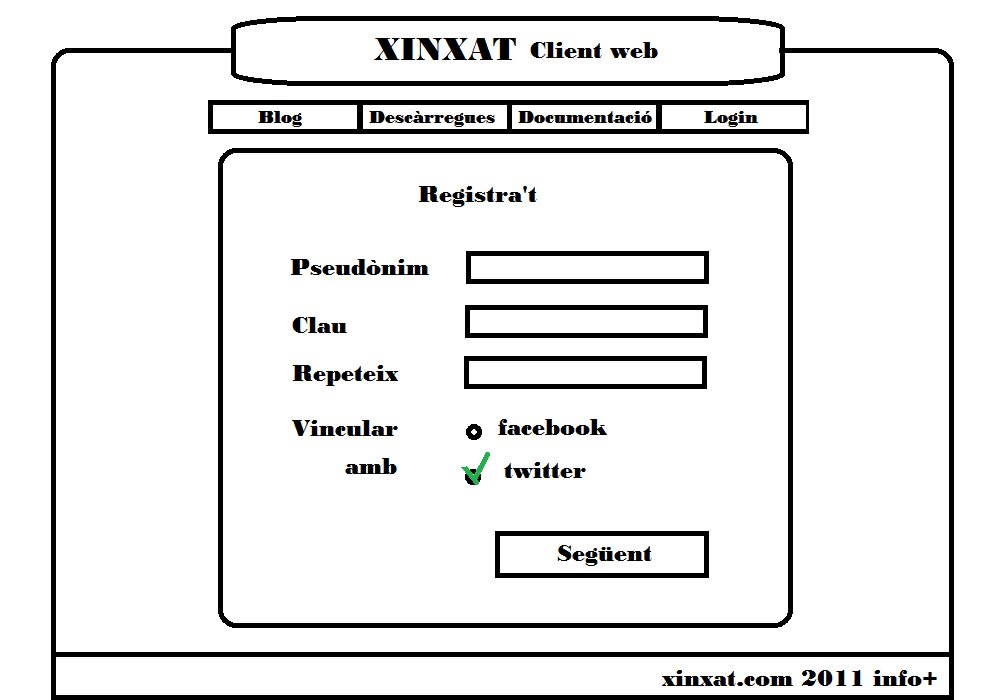 XINXAT Client web
Blog Descàrregues Documentació Login
Registra't
Pseudònim
Clau
Repeteix
Vincular facebook
amb twitter
Següent
xinxat.com 2011 info+